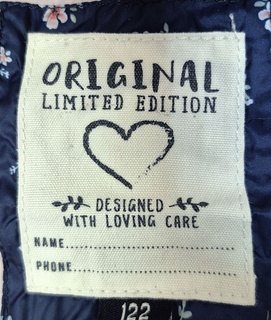 ORIGINAL
LIMITED EDITION
DESIGNED
WITH LOVING CARE
NAME........................................
PHONE......................................
122